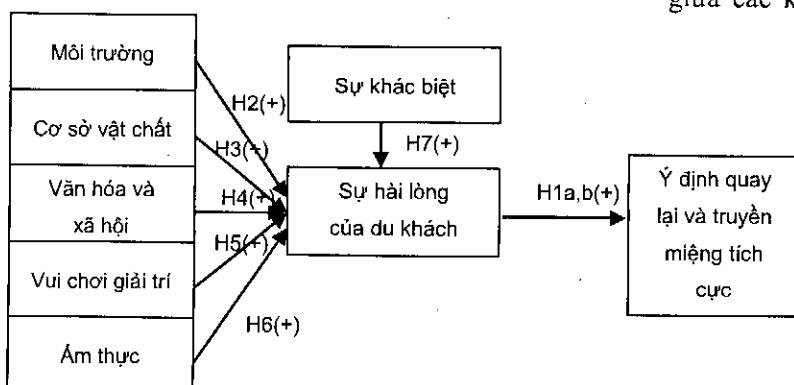 giữa các k
Môi trường
Cơ sở vật chất
Văn hóa và
xã hội
Vui chơi giải trí
Ẩm thực
H2(+)
H3(+)
H4(+)
H5(+)
H6(+)
Sự khác biệt
H7(+)
Sự hài lòng
của du khách
H1a,b(+)
Ý định quay
lại và truyền
miệng tích
cực